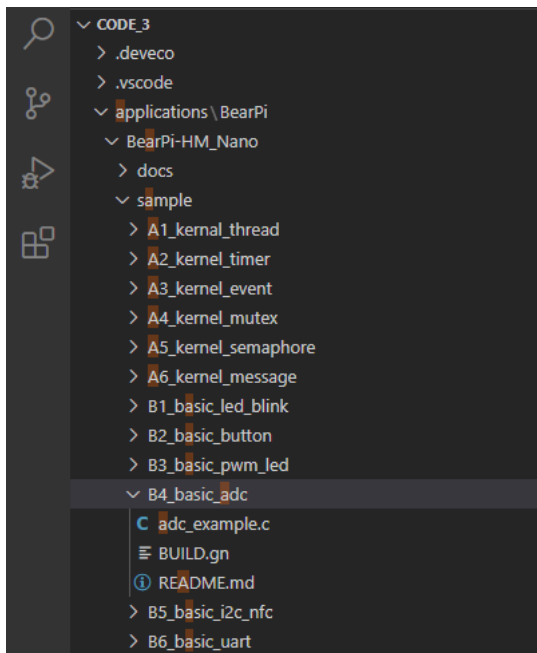 CODE_3
.deveco
.vscode
applications\BearPi
BearPi-HM_Nano
docs
sample
A1_kernal_thread
A2_kernel_timer
A3_kernel_event
A4_kernel_mutex
A5_kernel_semaphore
A6_kernel_message
B1_basic_led_blink
B2_basic_button
B3_basic_pwm_led
B4_basic_adc
C adc_example.c
BUILD.gn
README.md
B5_basic_i2c_nfc
B6_basic_uart